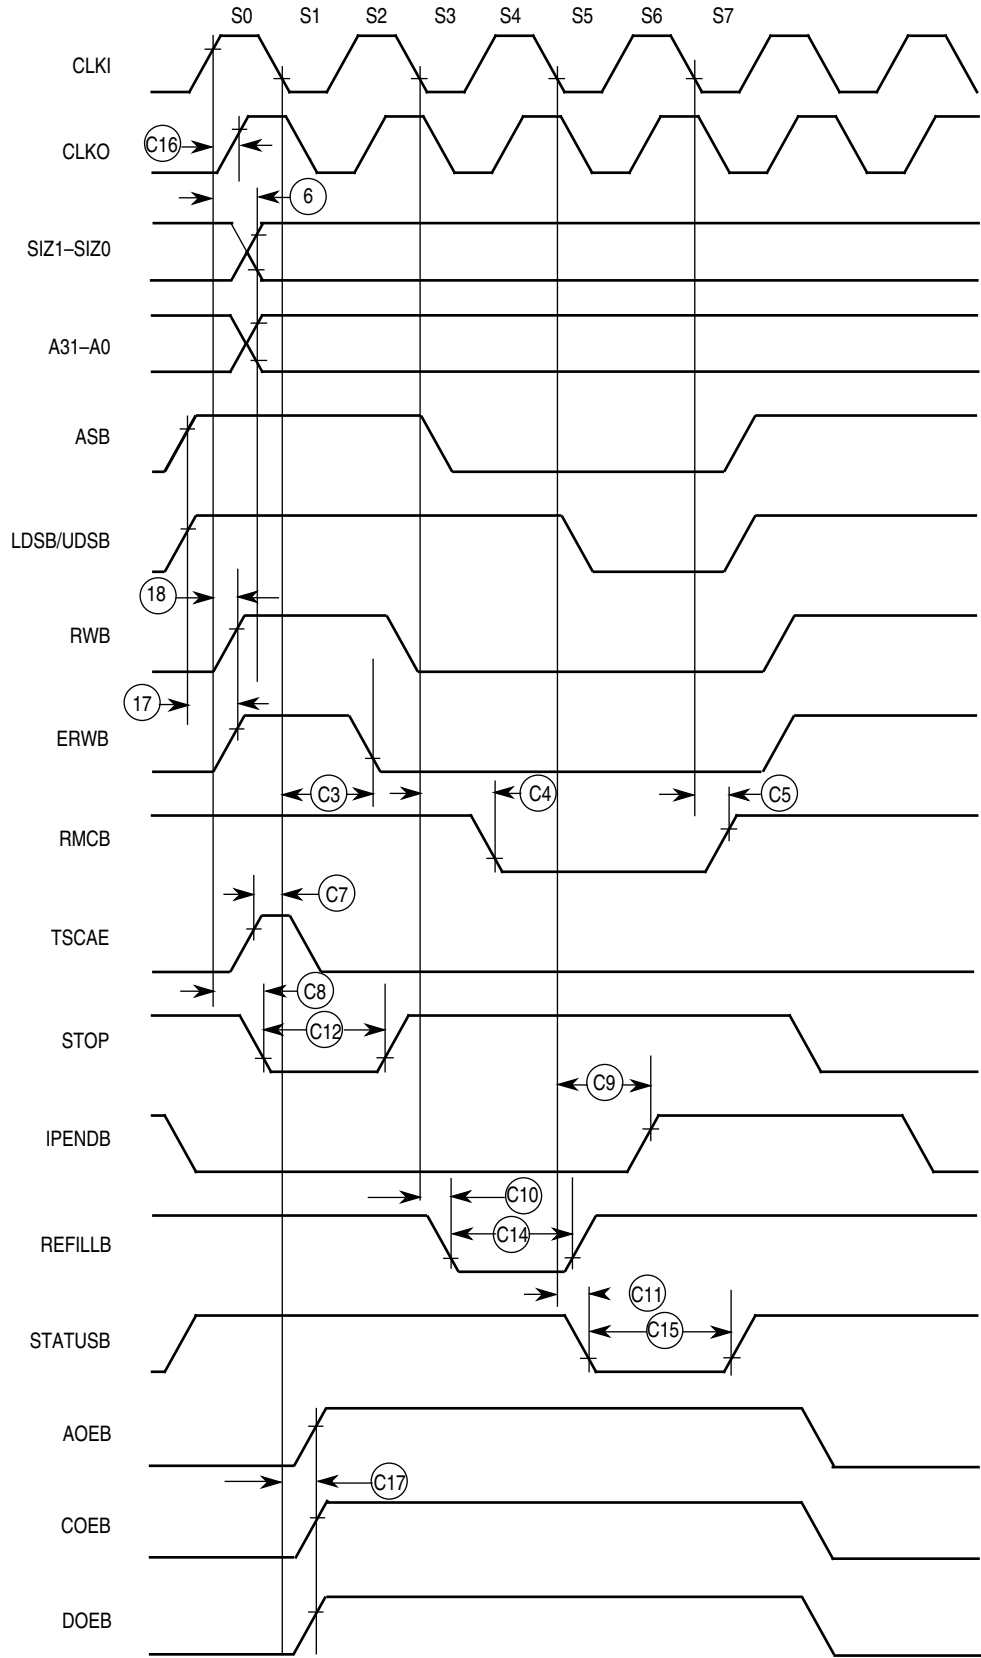 S0 S1 S2 S3 S4 S5 S6 S7
CLKI
C16
CLKO
6
SIZ1–SIZ0
A31–A0
ASB
LDSB/UDSB
18
RWB
17
ERWB
C3
C4
C5
RMCB
C7
TSCAE
C8
C12
STOP
C9
IPENDB
C10
C14
REFILLB
C11
C15
STATUSB
AOEB
C17
COEB
DOEB